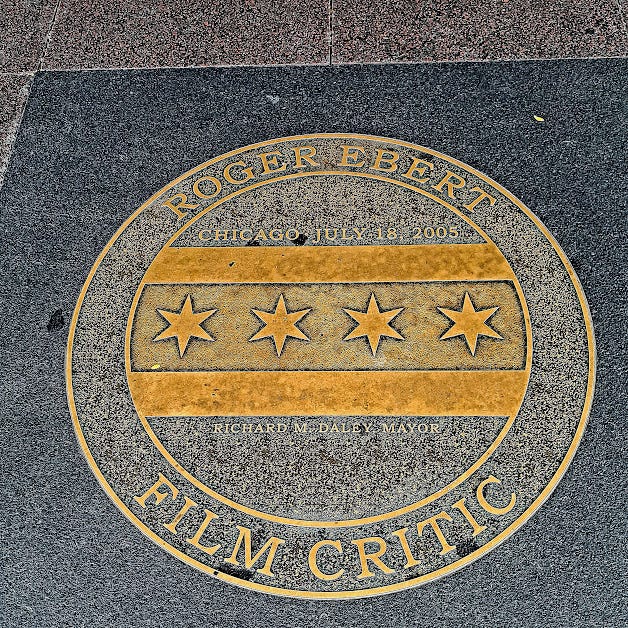 ROGER EBERT
CHICAGO, JULY 18, 2005
RICHARD M. DALEY, MAYOR
FILM CRITIC